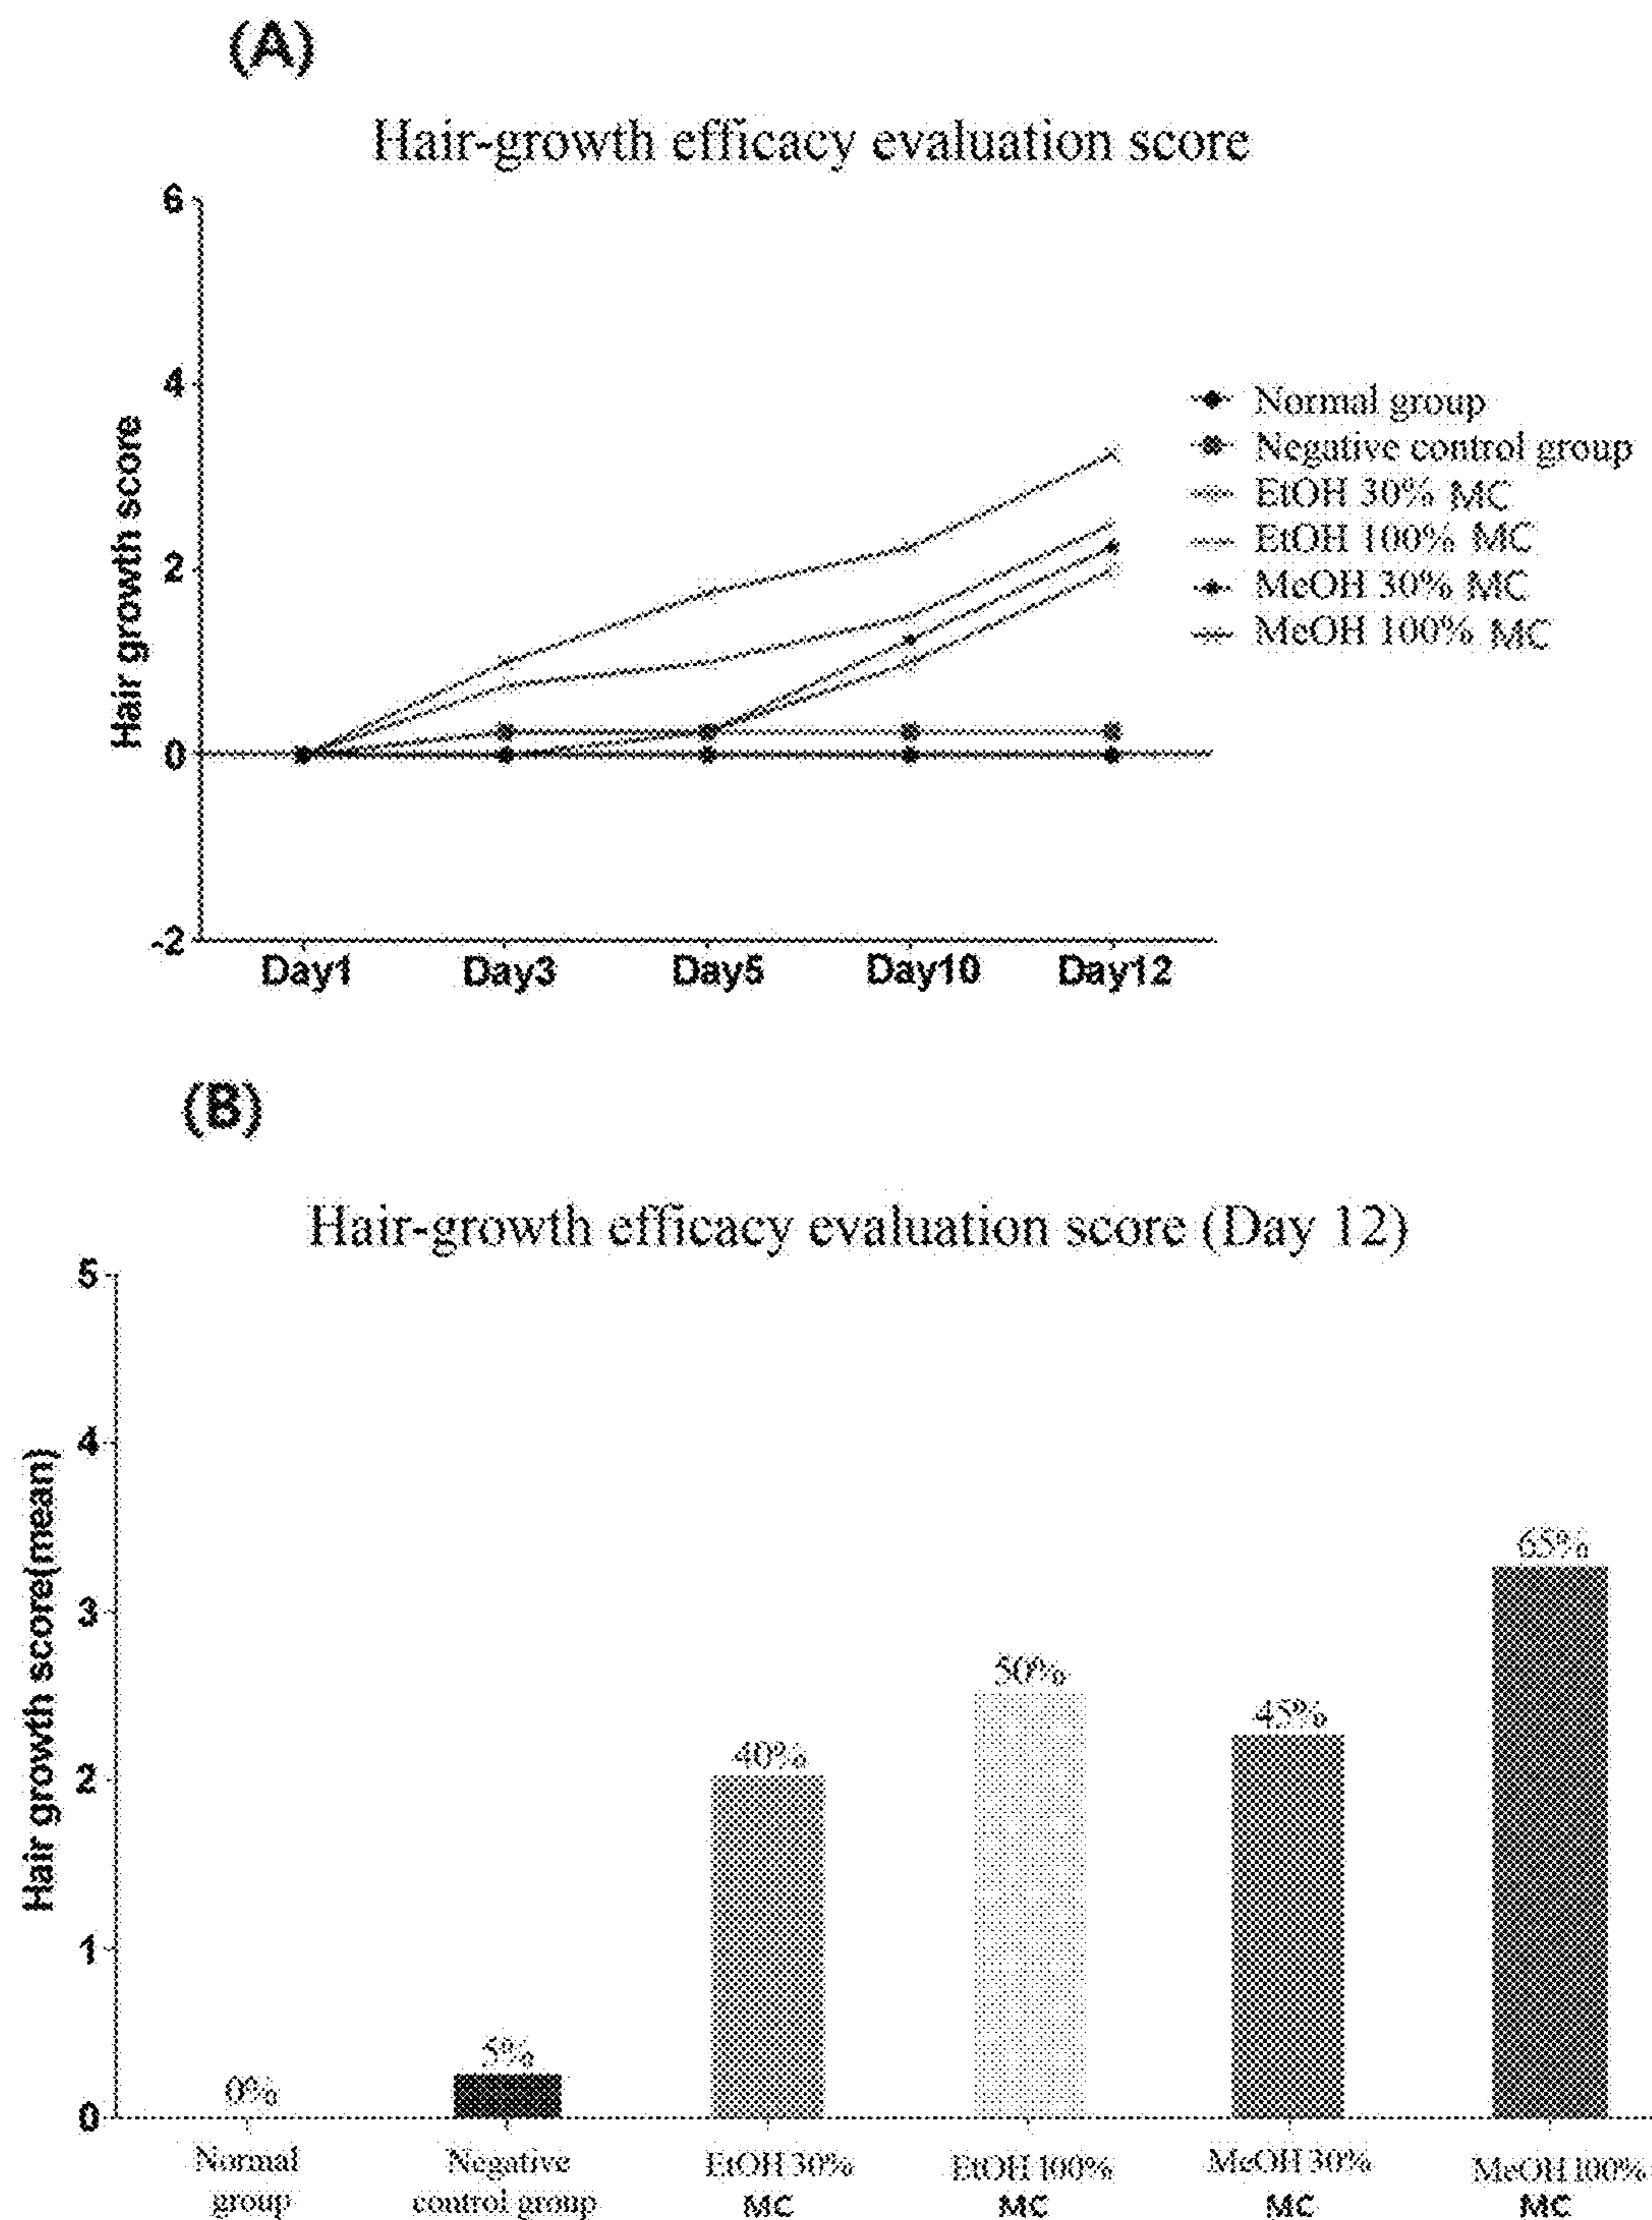 (A)
Hair-growth efficacy evaluation score
6
4
2
0
-2
Hair growth score
Day1 Day3 Day5 Day10 Day12
Normal group
Negative control group
EtOH 30% MC
EtOH 100% MC
MeOH 30% MC
MeOH 100% MC
(B)
Hair-growth efficacy evaluation score (Day 12)
5
4
3
2
1
0
Hair growth score(mean)
0%
5%
40%
50%
45%
65%
Normal
group
Negative
control group
EtOH 30%
MC
EtOH 100%
MC
MeOH 30%
MC
MeOH 100%
MC